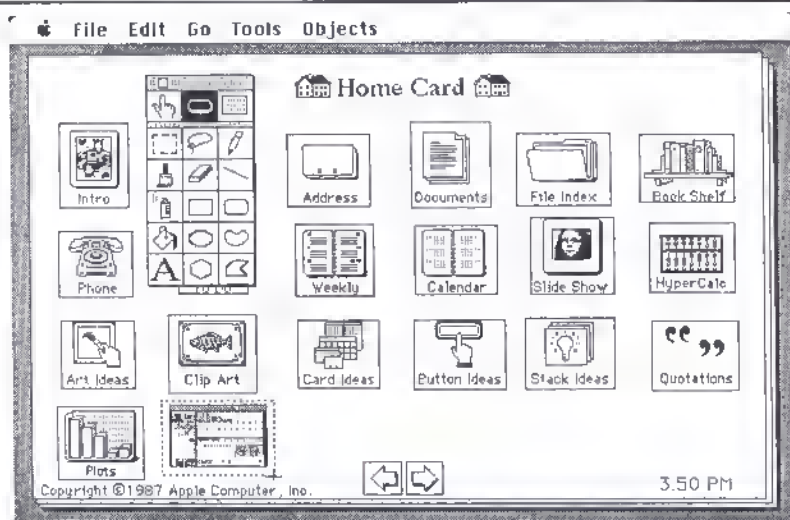 File Edit Go Tools Objects
Home Card
Intro
Address
Documents
File Index
Book Shelf
Phone
Weekly
Calendar
Slide Show
HyperCalc
Art Ideas
Clip Art
Card Ideas
Button Ideas
Stack Ideas
Quotations
Plots
Copyright ©1987 Apple Computer, Inc.
3.50 PM